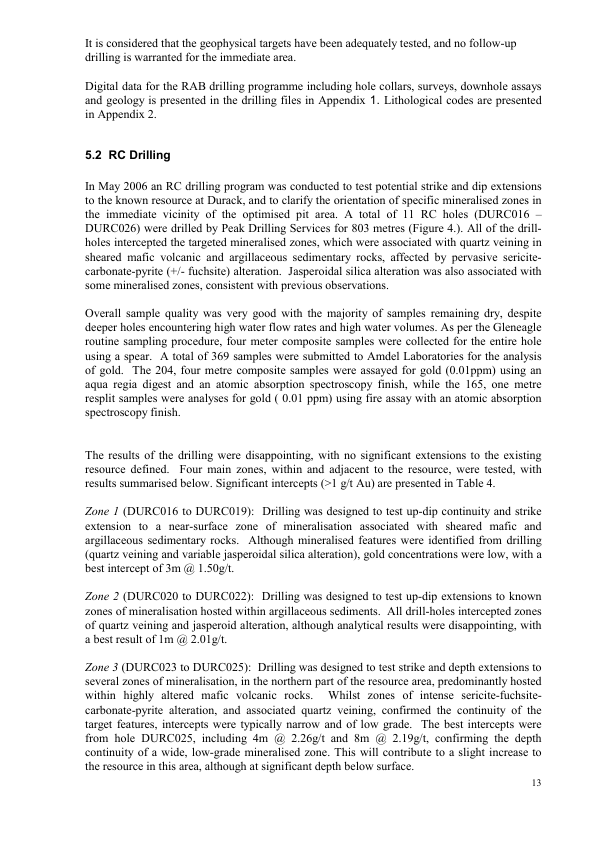 It is considered that the geophysical targets have been adequately tested, and no follow-up
drilling is warranted for the immediate area.
Digital data for the RAB drilling programme including hole collars, surveys, downhole assays
and geology is presented in the drilling files in Appendix 1. Lithological codes are presented
in Appendix 2.
5.2 RC Drilling
In May 2006 an RC drilling program was conducted to test potential strike and dip extensions
to the known resource at Durack, and to clarify the orientation of specific mineralised zones in
the immediate vicinity of the optimised pit area. A total of 11 RC holes (DURC016 –
DURC026) were drilled by Peak Drilling Services for 803 metres (Figure 4.). All of the drill-
holes intercepted the targeted mineralised zones, which were associated with quartz veining in
sheared mafic volcanic and argillaceous sedimentary rocks, affected by pervasive sericite-
carbonate-pyrite (+/- fuchsite) alteration. Jasperoidal silica alteration was also associated with
some mineralised zones, consistent with previous observations.
Overall sample quality was very good with the majority of samples remaining dry, despite
deeper holes encountering high water flow rates and high water volumes. As per the Gleneagle
routine sampling procedure, four meter composite samples were collected for the entire hole
using a spear. A total of 369 samples were submitted to Amdel Laboratories for the analysis
of gold. The 204, four metre composite samples were assayed for gold (0.01ppm) using an
aqua regia digest and an atomic absorption spectroscopy finish, while the 165, one metre
resplit samples were analyses for gold ( 0.01 ppm) using fire assay with an atomic absorption
spectroscopy finish.
The results of the drilling were disappointing, with no significant extensions to the existing
resource defined. Four main zones, within and adjacent to the resource, were tested, with
results summarised below. Significant intercepts (>1 g/t Au) are presented in Table 4.
Zone 1 (DURC016 to DURC019): Drilling was designed to test up-dip continuity and strike
extension to a near-surface zone of mineralisation associated with sheared mafic and
argillaceous sedimentary rocks. Although mineralised features were identified from drilling
(quartz veining and variable jasperoidal silica alteration), gold concentrations were low, with a
best intercept of 3m @ 1.50g/t.
Zone 2 (DURC020 to DURC022): Drilling was designed to test up-dip extensions to known
zones of mineralisation hosted within argillaceous sediments. All drill-holes intercepted zones
of quartz veining and jasperoid alteration, although analytical results were disappointing, with
a best result of 1m @ 2.01g/t.
Zone 3 (DURC023 to DURC025): Drilling was designed to test strike and depth extensions to
several zones of mineralisation, in the northern part of the resource area, predominantly hosted
within highly altered mafic volcanic rocks. Whilst zones of intense sericite-fuchsite-
carbonate-pyrite alteration, and associated quartz veining, confirmed the continuity of the
target features, intercepts were typically narrow and of low grade. The best intercepts were
from hole DURC025, including 4m @ 2.26g/t and 8m @ 2.19g/t, confirming the depth
continuity of a wide, low-grade mineralised zone. This will contribute to a slight increase to
the resource in this area, although at significant depth below surface.
13